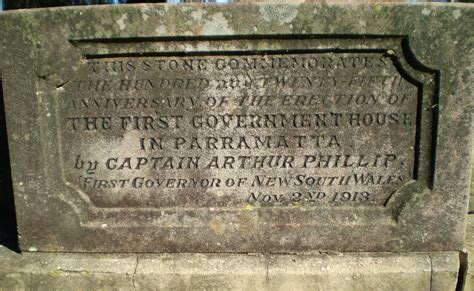 THIS STONE COMMEMORATES
THE HUNDRED AND TWENTY FIFTH
ANNIVERSARY OF THE ERECTION OF
THE FIRST GOVERNMENT HOUSE
IN PARRAMATTA
by CAPTAIN ARTHUR PHILLIP.
FIRST GOVERNOR OF NEW SOUTH WALES
NOV. 2ND 1913.